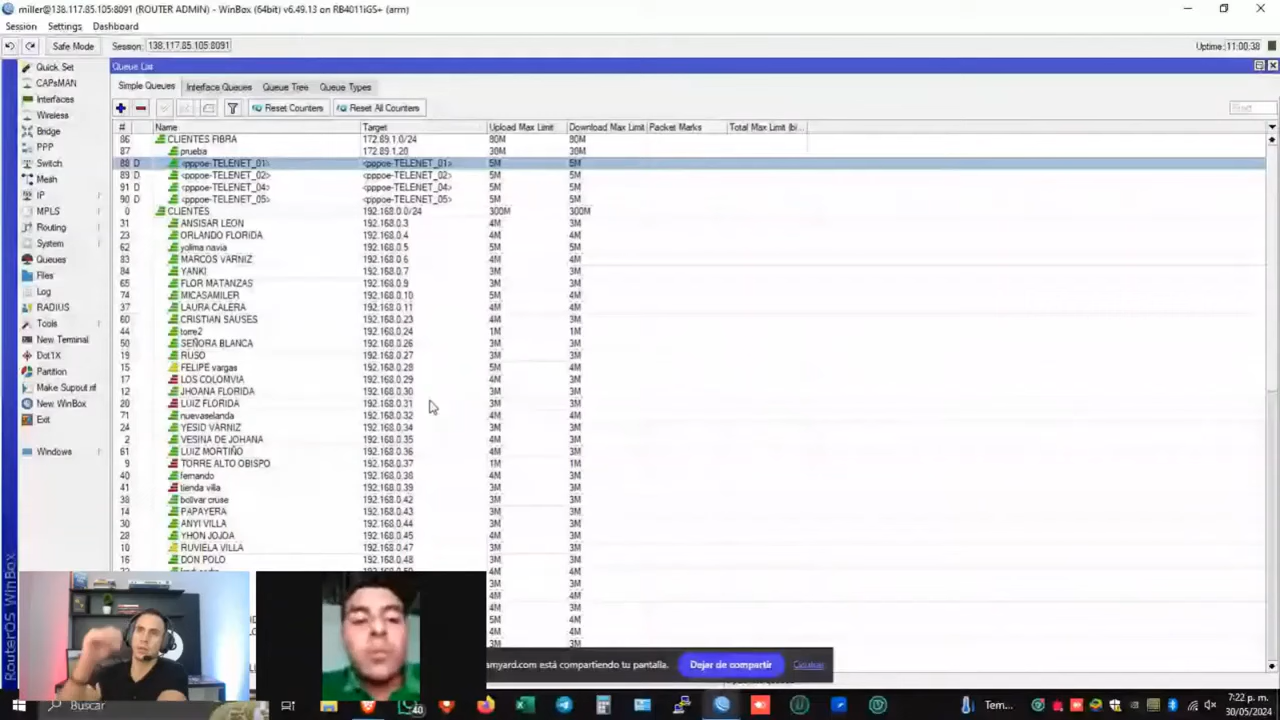 miller@138.117.85.105:8091 (ROUTER ADMIN) - WinBox (64bit) v6.49.13 on RB4011iGS+ (arm)
Session Settings Dashboard
Safe Mode Session: 138.117.85.105:8091 Uptime: 11:00:38
Quick Set
CAPsMAN
Interfaces
Wireless
Bridge
PPP
Switch
Mesh
IP
MPLS
Routing
System
Queues
Files
Log
RADIUS
Tools
New Terminal
Dot1X
Partition
Make Supout.rif
New WinBox
Exit
Windows
RouterOS WinBox
Queue List
Simple Queues Interface Queues Queue Tree Queue Types
Reset Counters Reset All Counters Find
# Name Target Upload Max Limit Download Max Limit Packet Marks Total Max Limit (bi...
86 CLIENTES FIBRA 172.89.1.0/24 80M 80M
87 prueba 172.89.1.20 30M 30M
88 D <pppoe-TELENET_01> <pppoe-TELENET_01> 5M 5M
89 D <pppoe-TELENET_02> <pppoe-TELENET_02> 5M 5M
91 D <pppoe-TELENET_04> <pppoe-TELENET_04> 5M 5M
90 D <pppoe-TELENET_05> <pppoe-TELENET_05> 5M 5M
0 CLIENTES 192.168.0.0/24 300M 300M
31 ANSISAR LEON 192.168.0.3 4M 3M
23 ORLANDO FLORIDA 192.168.0.4 4M 3M
62 yolima navia 192.168.0.5 5M 5M
83 MARCOS VARNIZ 192.168.0.6 4M 3M
84 YANKI 192.168.0.7 3M 3M
65 FLOR MATANZAS 192.168.0.9 3M 3M
74 MICASAMILER 192.168.0.10 5M 4M
37 LAURA CALERA 192.168.0.11 4M 4M
60 CRISTIAN SAUSES 192.168.0.23 4M 3M
44 torre2 192.168.0.24 1M 1M
50 SEÑORA BLANCA 192.168.0.26 3M 3M
19 RUSO 192.168.0.27 3M 3M
15 FELIPE vargas 192.168.0.28 5M 4M
17 LOS COLOMVIA 192.168.0.29 4M 3M
12 JHOANA FLORIDA 192.168.0.30 3M 3M
20 LUIZ FLORIDA 192.168.0.31 3M 3M
71 nuevaselanda 192.168.0.32 4M 4M
24 YESID VARNIZ 192.168.0.34 3M 3M
2 VESINA DE JOHANA 192.168.0.35 4M 3M
61 LUIZ MORTIÑO 192.168.0.36 4M 3M
9 TORRE ALTO OBISPO 192.168.0.37 1M 1M
40 fernando 192.168.0.38 4M 3M
41 tienda villa 192.168.0.39 3M 3M
38 bolivar cruse 192.168.0.42 3M 3M
14 PAPAYERA 192.168.0.43 3M 3M
30 ANYI VILLA 192.168.0.44 3M 3M
28 YHON JOJOA 192.168.0.45 4M 3M
10 RUVIELA VILLA 192.168.0.47 3M 3M
16 DON POLO 192.168.0.48 3M 3M
4M 3M
3M 3M
4M 3M
5M 4M
4M 4M
3M 3M
amyard.com está compartiendo tu pantalla. Dejar de compartir Ocultar
Buscar
40
Tem...
7:22 p. m.
30/05/2024